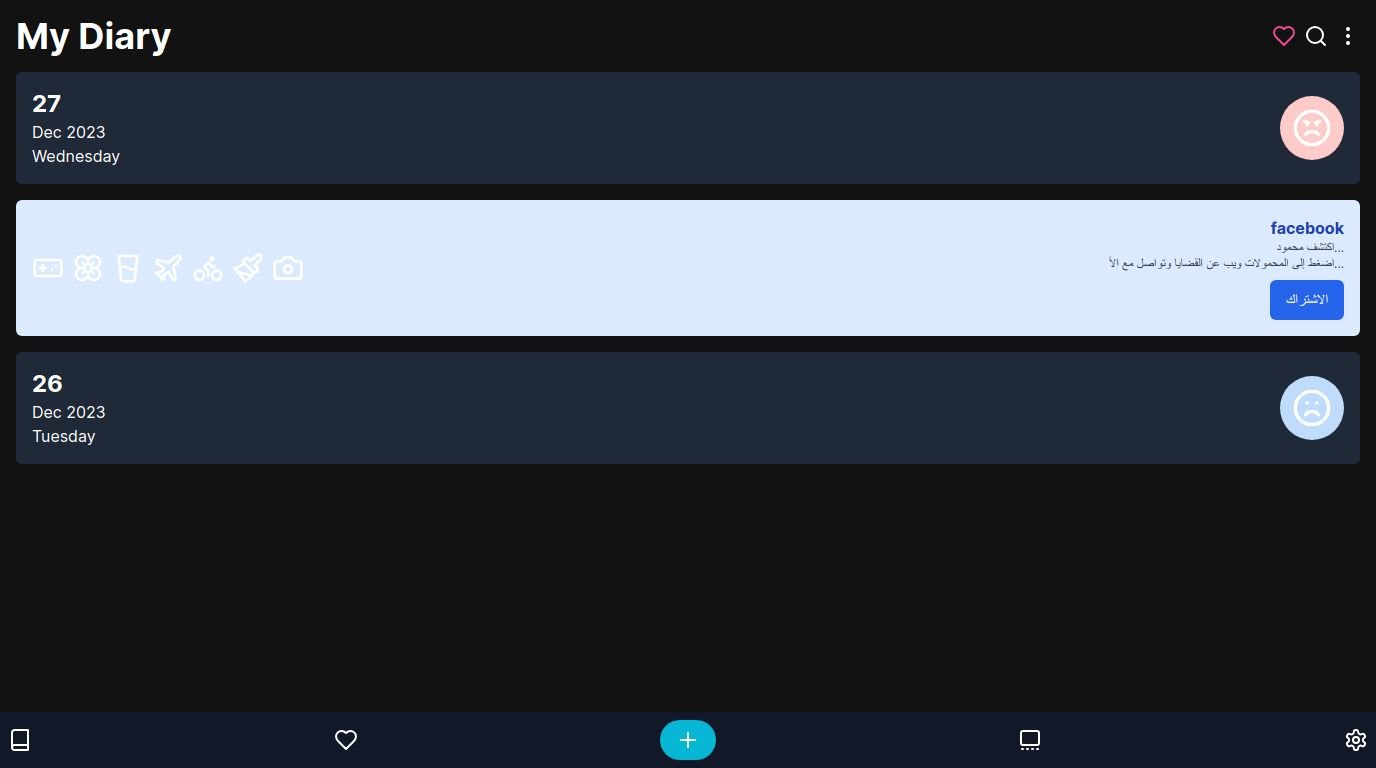 My Diary
27
Dec 2023
Wednesday
facebook
اكتشف محمود...
اضغط إلى المحمولات ويب عن القضايا وتواصل مع الأ...
الاشتراك
26
Dec 2023
Tuesday